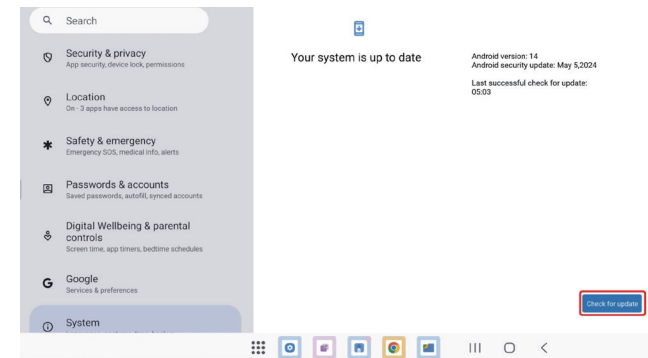 Search
Security & privacy
App security, device lock, permissions
Location
On - 3 apps have access to location
Safety & emergency
Emergency SOS, medical info, alerts
Passwords & accounts
Saved passwords, autofill, synced accounts
Digital Wellbeing & parental
controls
Screen time, app timers, bedtime schedules
Google
Services & preferences
System
Your system is up to date
Android version: 14
Android security update: May 5,2024
Last successful check for update:
05:03
Check for update